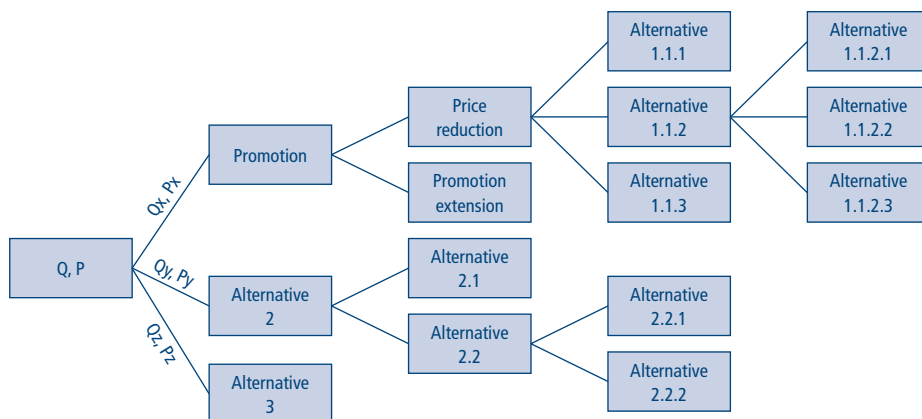 Alternative
1.1.1
Alternative
1.1.2.1
Price
reduction
Alternative
1.1.2
Alternative
1.1.2.2
Promotion
Promotion
extension
Alternative
1.1.3
Alternative
1.1.2.3
Qx, Px
Q, P
Qy, Py
Qz, Pz
Alternative
2
Alternative
2.1
Alternative
2.2
Alternative
2.2.1
Alternative
2.2.2
Alternative
3